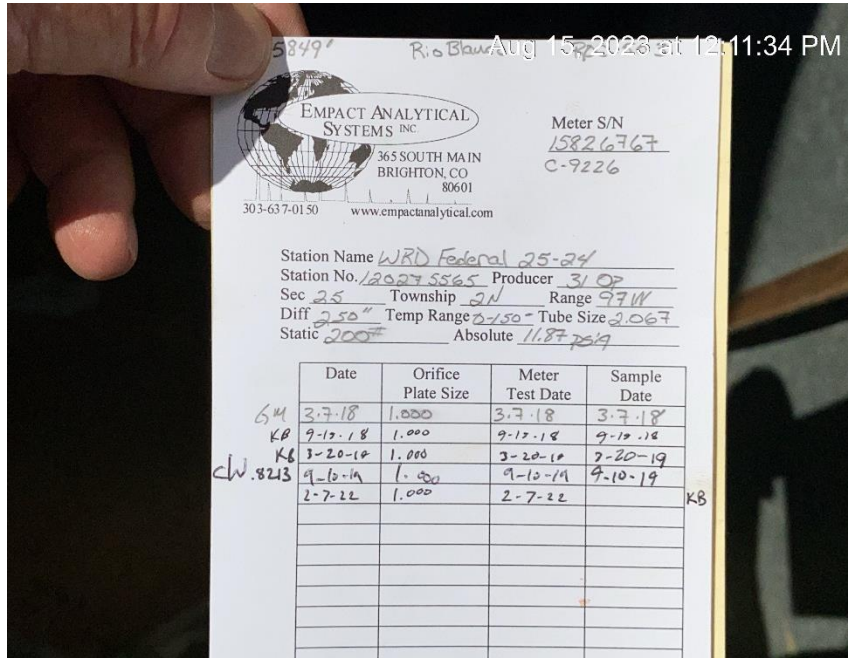 5849' Rio Blanco
Aug 15, 2023 at 12:11:34 PM
EMPACT ANALYTICAL
SYSTEMS INC.
365 SOUTH MAIN
BRIGHTON, CO
80601
303-637-0150 www.empactanalytical.com
Meter S/N
15826767
C-9226
Station Name WRD Federal 25-24
Station No. 120275565 Producer 31 OP
Sec 25 Township 2N Range 97W
Diff 250" Temp Range 0-150° Tube Size 2.067
Static 200# Absolute 11.87 psia
Date Orifice Plate Size Meter Test Date Sample Date
GM 3.7.18 1.000 3.7.18 3.7.18
KB 9-12-18 1.000 9-12-18 9-12-18
KB 3-20-19 1.000 3-20-19 3-20-19
CW .8213 9-10-19 1.000 9-10-19 9-10-19
2-7-22 1.000 2-7-22 KB